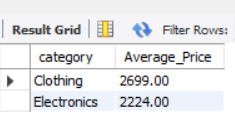 Result Grid Filter Rows:
category Average_Price
Clothing 2699.00
Electronics 2224.00